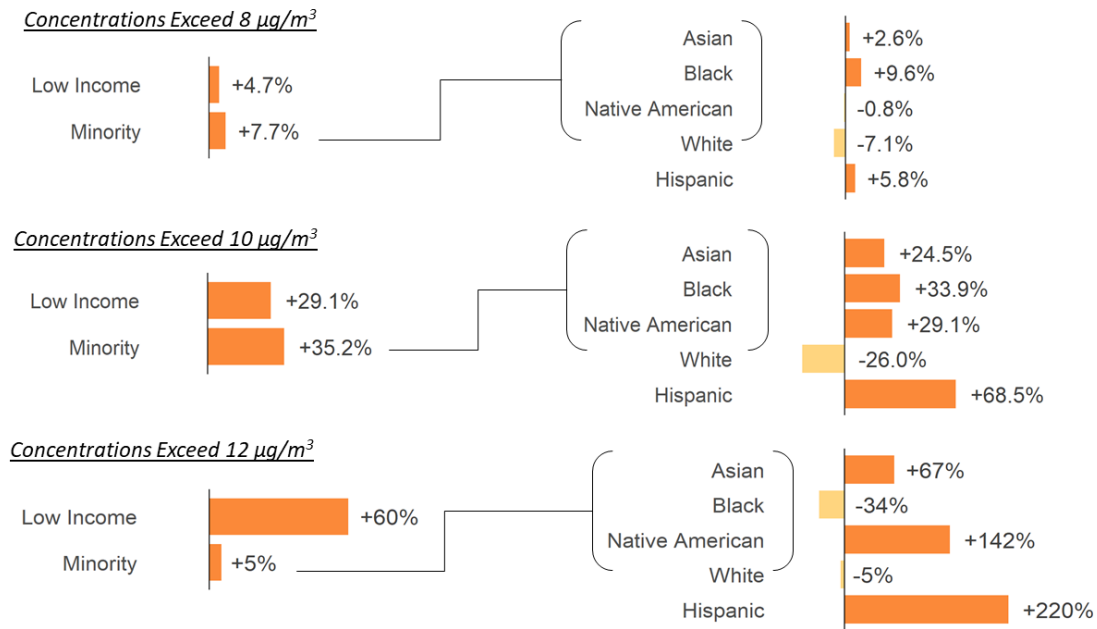 Concentrations Exceed 8 µg/m³
Low Income +4.7%
Minority +7.7%
Asian +2.6%
Black +9.6%
Native American -0.8%
White -7.1%
Hispanic +5.8%
Concentrations Exceed 10 µg/m³
Low Income +29.1%
Minority +35.2%
Asian +24.5%
Black +33.9%
Native American +29.1%
White -26.0%
Hispanic +68.5%
Concentrations Exceed 12 µg/m³
Low Income +60%
Minority +5%
Asian +67%
Black -34%
Native American +142%
White -5%
Hispanic +220%